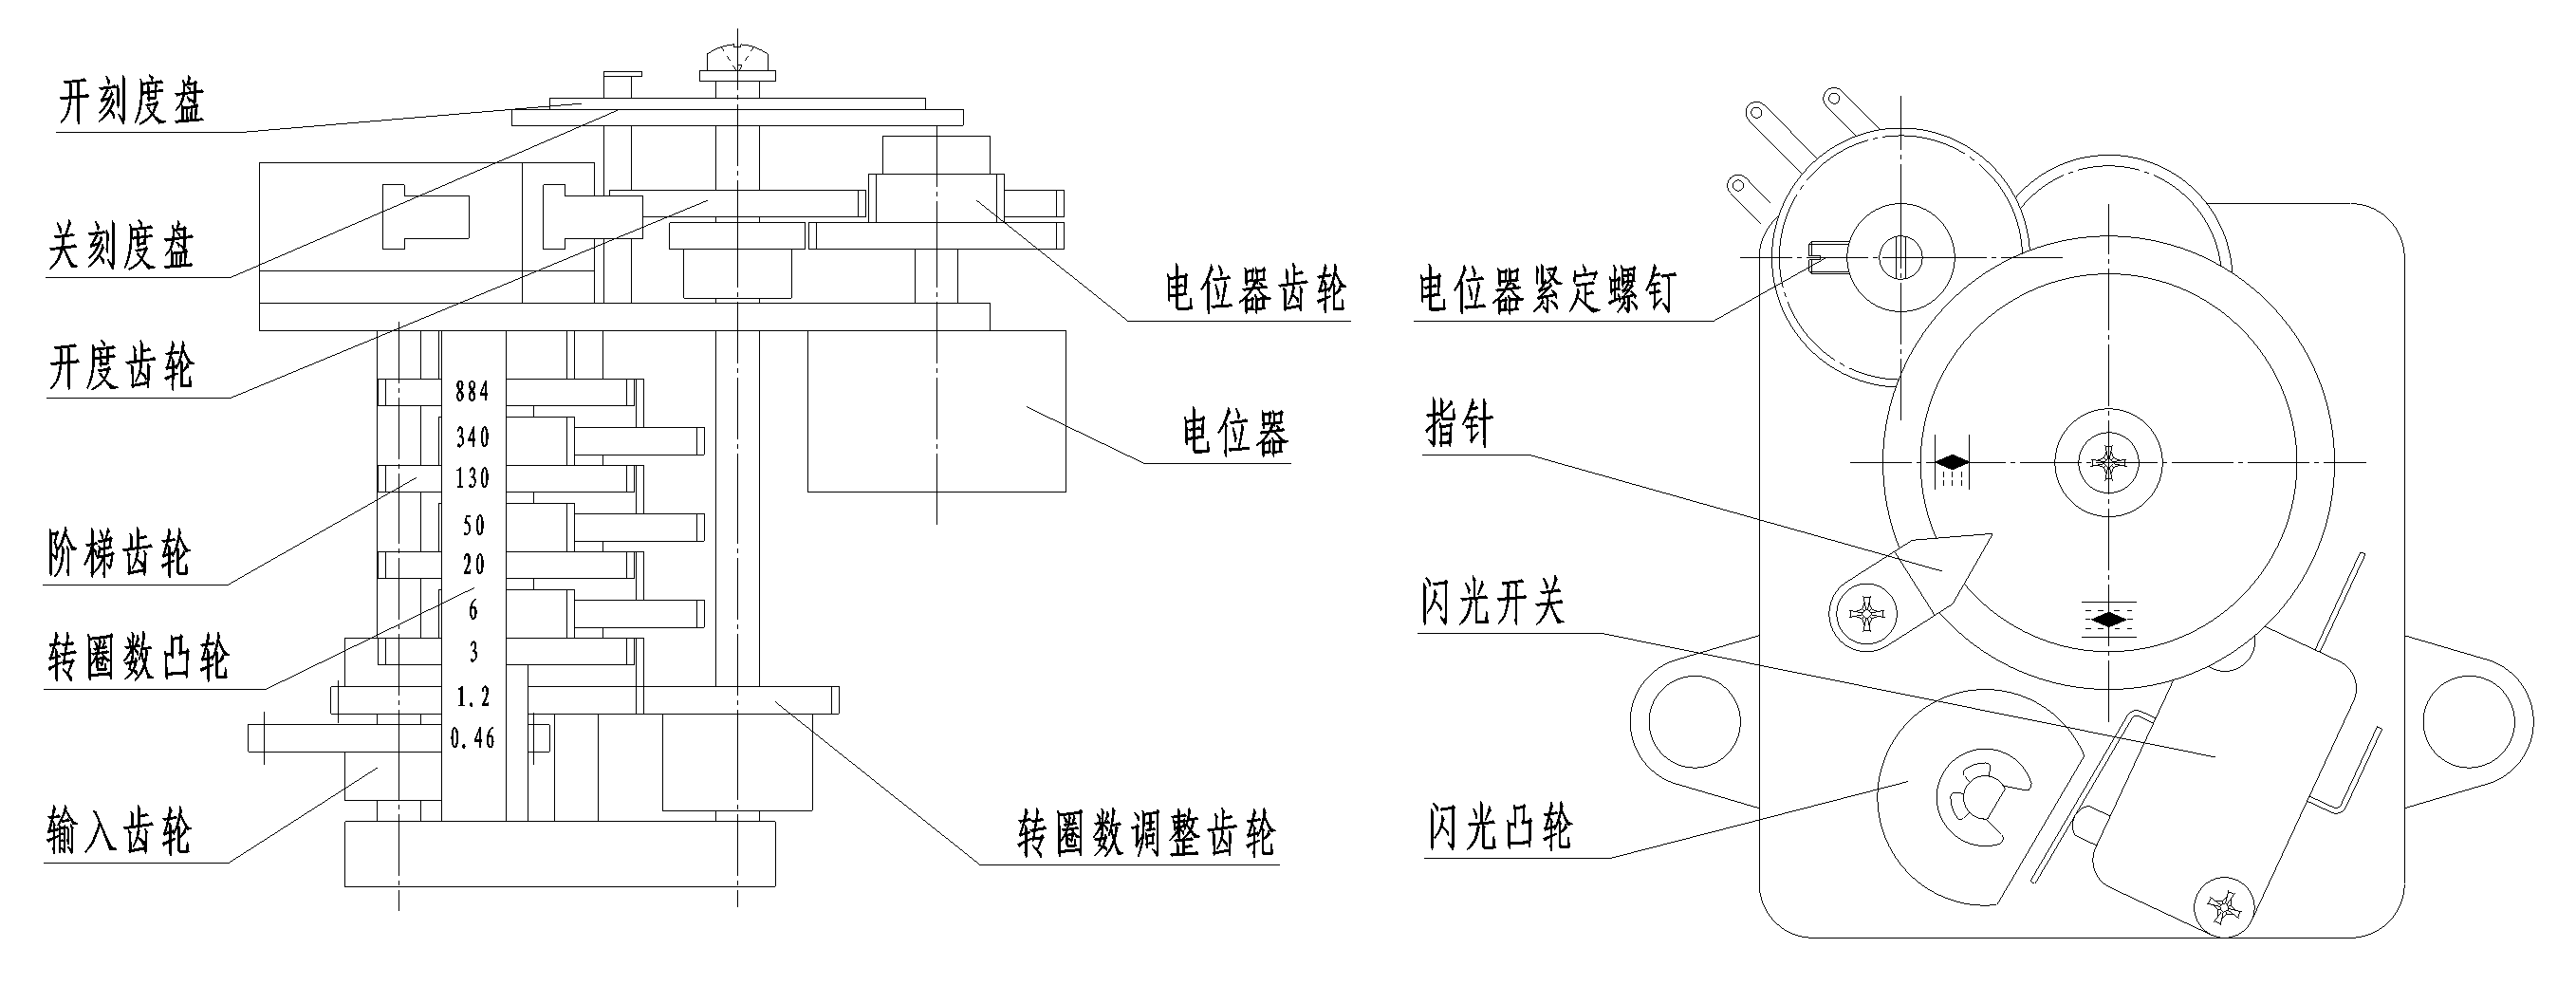 开刻度盘
关刻度盘
开度齿轮
阶梯齿轮
转圈数凸轮
输入齿轮
884
340
130
50
20
6
3
1.2
0.46
电位器齿轮
电位器
转圈数调整齿轮
电位器紧定螺钉
指针
闪光开关
闪光凸轮